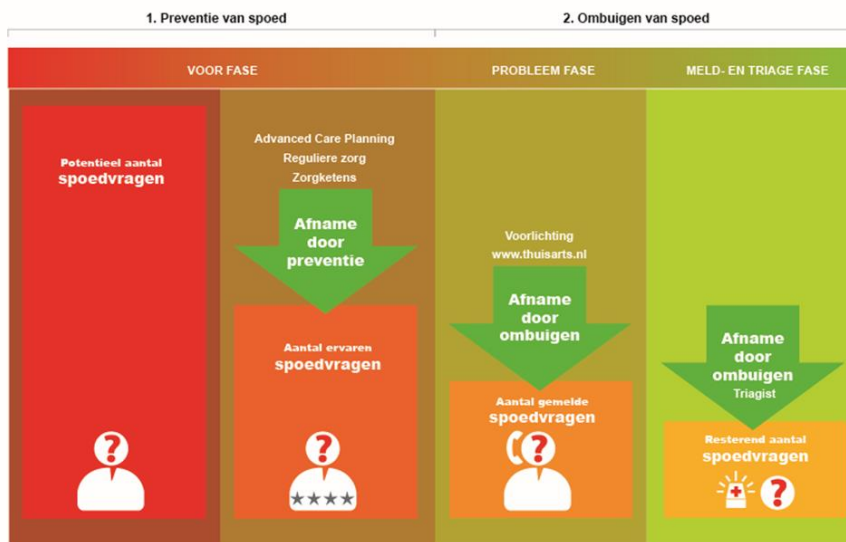 1. Preventie van spoed
2. Ombuigen van spoed
VOOR FASE
PROBLEEM FASE
MELD- EN TRIAGE FASE
Potentieel aantal
spoedvragen
Advanced Care Planning
Reguliere zorg
Zorgketens
Afname
door
preventie
Aantal ervaren
spoedvragen
Voorlichting
www.thuisarts.nl
Afname
door
ombuigen
Aantal gemelde
spoedvragen
Afname
door
ombuigen
Triagist
Resterend aantal
spoedvragen
?
?
?
?